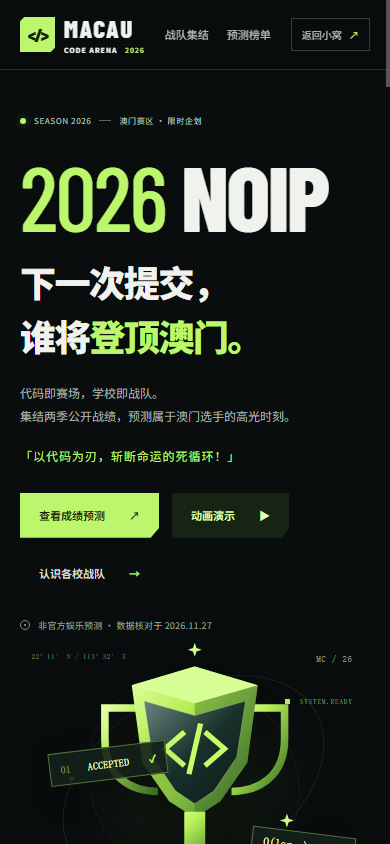 </> MACAU
CODE ARENA 2026
战队集结 预测榜单 返回小窝 ↗
SEASON 2026 — 澳门赛区 · 限时企划
2026 NOIP
下一次提交，
谁将登顶澳门。
代码即赛场，学校即战队。
集结两季公开战绩，预测属于澳门选手的高光时刻。
「以代码为刃，斩断命运的死循环！」
查看成绩预测 ↗ 动画演示 ▶
认识各校战队 →
非官方娱乐预测 · 数据核对于 2026.11.27
22° 11′ N / 113° 32′ E
MC / 26
SYSTEM.READY
</>
01 ACCEPTED ✓